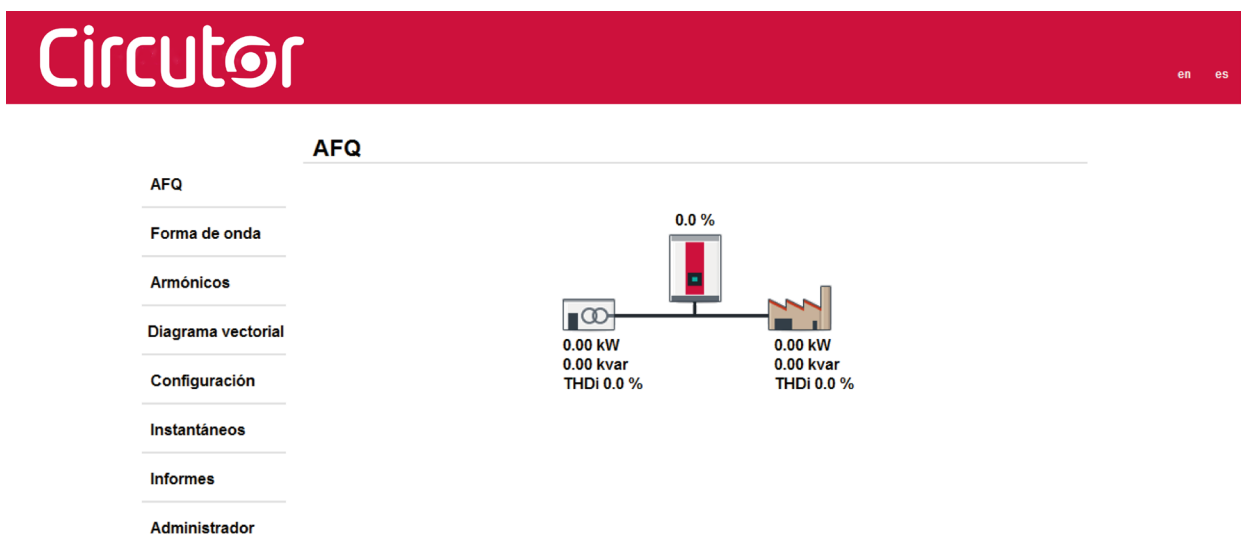 Circutor
en es
AFQ
AFQ
Forma de onda
Armónicos
Diagrama vectorial
Configuración
Instantáneos
Informes
Administrador
0.0 %
0.00 kW
0.00 kvar
THDi 0.0 %
0.00 kW
0.00 kvar
THDi 0.0 %